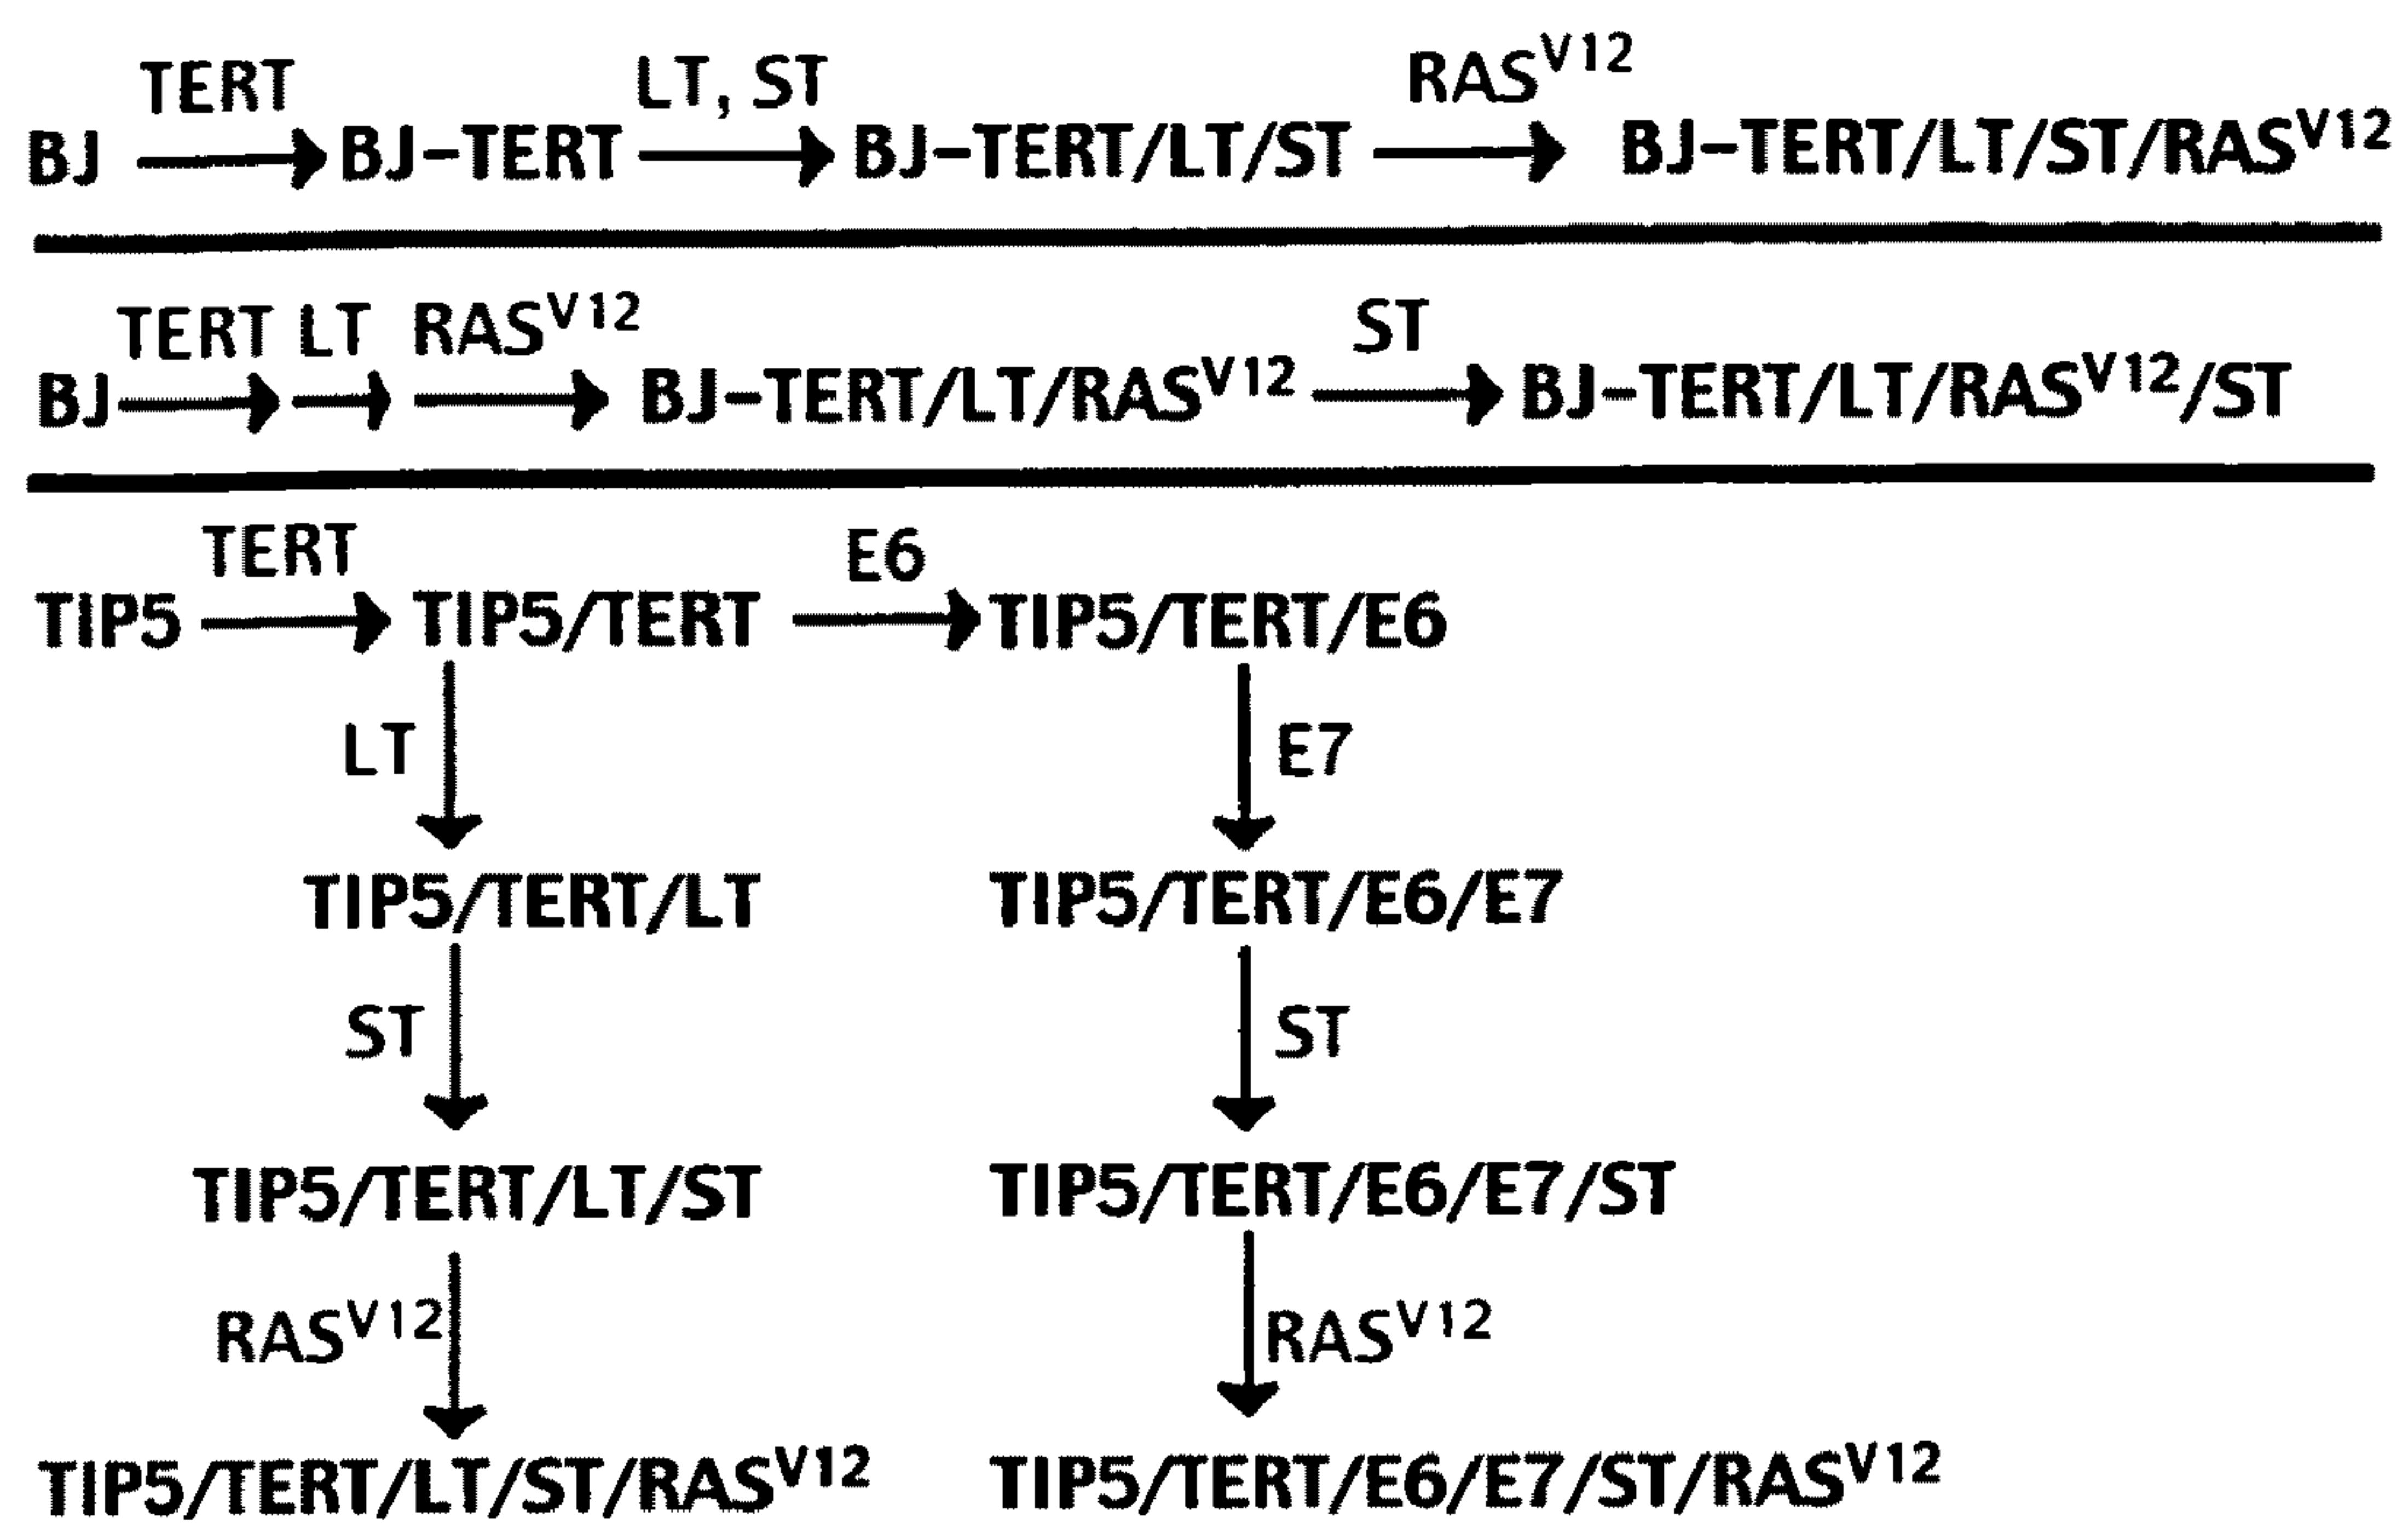 TERT LT, ST RASV12
BJ BJ-TERT BJ-TERT/LT/ST BJ-TERT/LT/ST/RASV12
TERT LT RASV12 ST
BJ BJ-TERT/LT/RASV12 BJ-TERT/LT/RASV12/ST
TERT E6
TIP5 TIP5/TERT TIP5/TERT/E6
LT E7
TIP5/TERT/LT TIP5/TERT/E6/E7
ST ST
TIP5/TERT/LT/ST TIP5/TERT/E6/E7/ST
RASV12 RASV12
TIP5/TERT/LT/ST/RASV12 TIP5/TERT/E6/E7/ST/RASV12